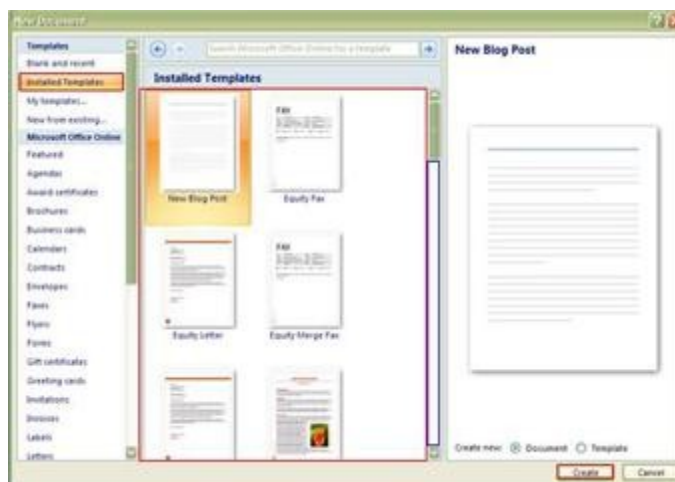 New Document
Templates
Blank and recent
Installed Templates
My templates...
New from existing...
Microsoft Office Online
Featured
Agendas
Award certificates
Brochures
Business cards
Calendars
Contracts
Envelopes
Faxes
Flyers
Forms
Gift certificates
Greeting cards
Invitations
Invoices
Labels
Letters
Search Microsoft Office Online for a template
Installed Templates
New Blog Post
FAX
Equity Fax
Equity Letter
FAX
Equity Merge Fax
New Blog Post
Create new:
Document
Template
Create
Cancel